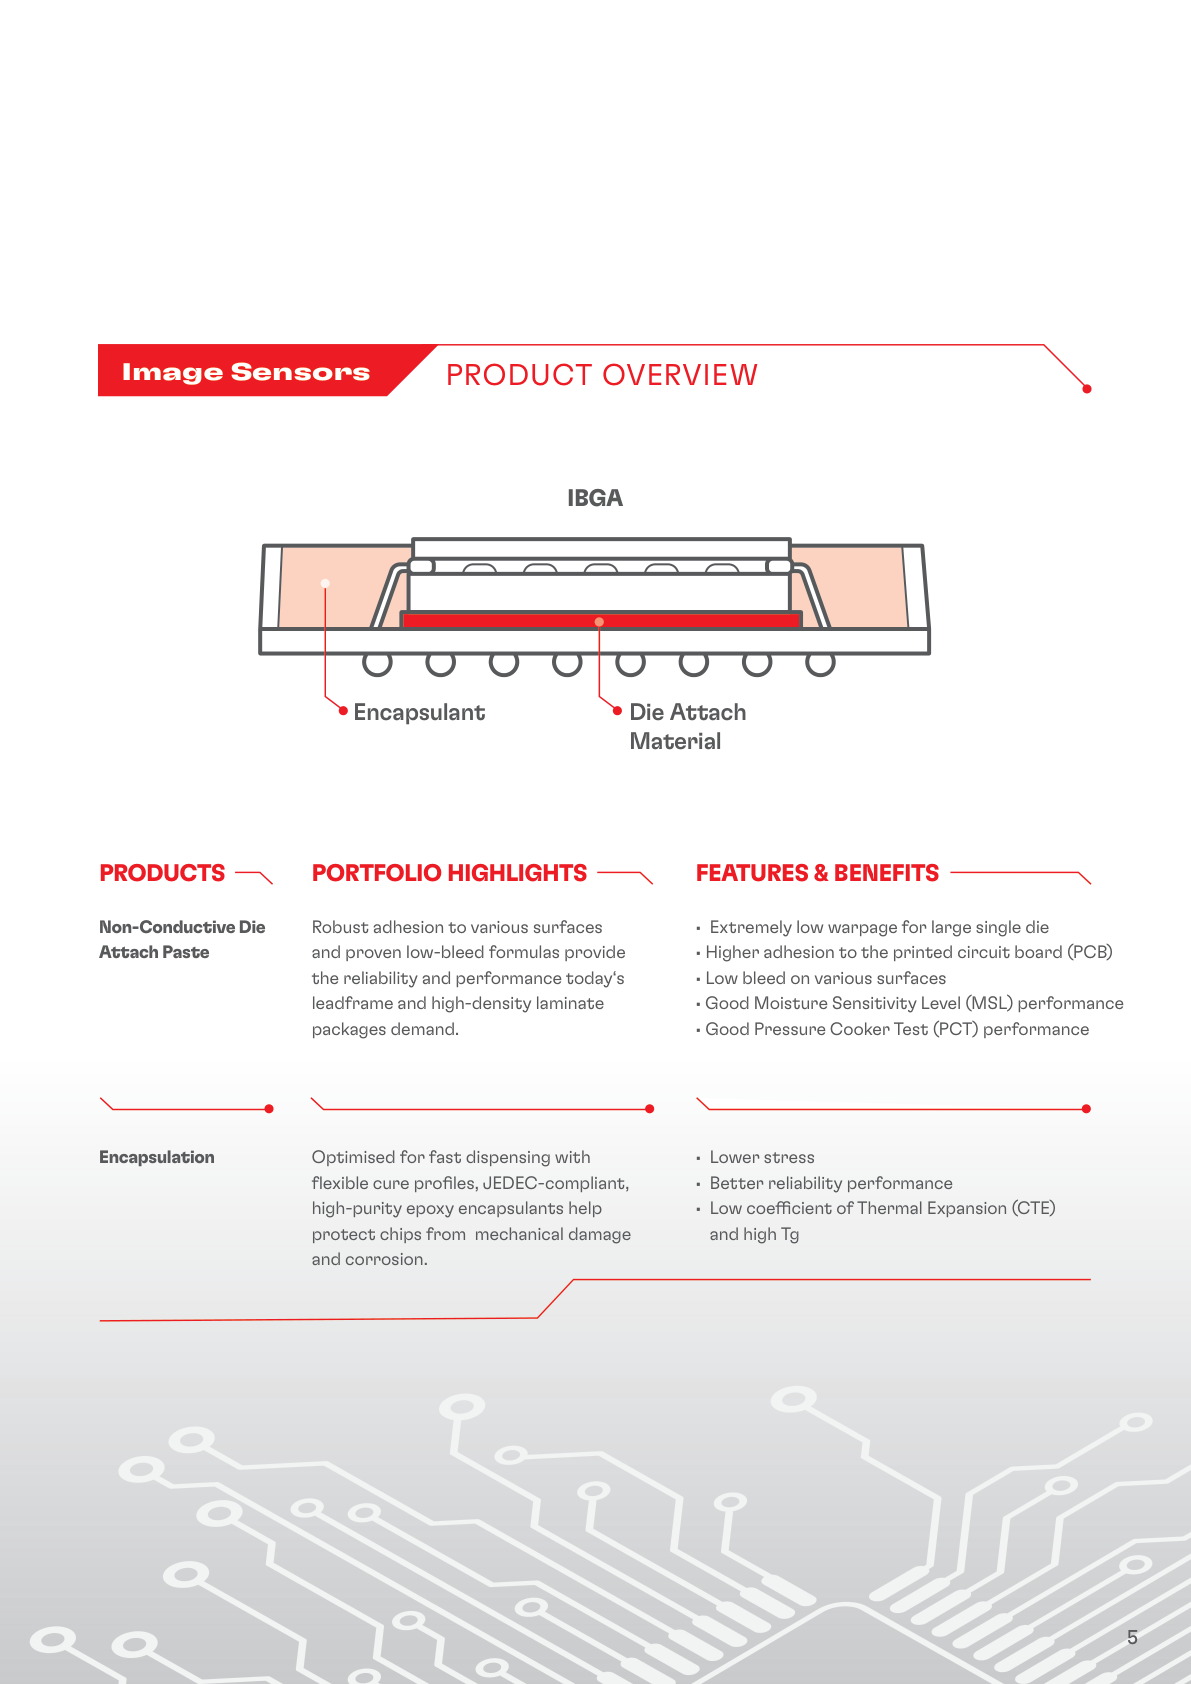 Image Sensors PRODUCT OVERVIEW
IBGA
Encapsulant
Die Attach
Material
PRODUCTS
Non-Conductive Die
Attach Paste
PORTFOLIO HIGHLIGHTS
Robust adhesion to various surfaces
and proven low-bleed formulas provide
the reliability and performance today‘s
leadframe and high-density laminate
packages demand.
FEATURES & BENEFITS
• Extremely low warpage for large single die
• Higher adhesion to the printed circuit board (PCB)
• Low bleed on various surfaces
• Good Moisture Sensitivity Level (MSL) performance
• Good Pressure Cooker Test (PCT) performance
Encapsulation
Optimised for fast dispensing with
flexible cure profiles, JEDEC-compliant,
high-purity epoxy encapsulants help
protect chips from  mechanical damage
and corrosion.
• Lower stress
• Better reliability performance
• Low coefficient of Thermal Expansion (CTE)
and high Tg
5